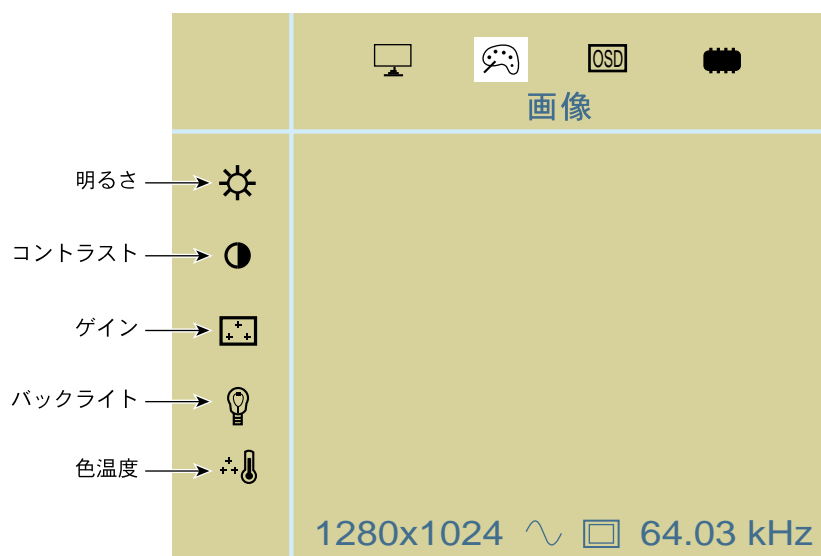 OSD
画像
明るさ
コントラスト
ゲイン
バックライト
色温度
1280x1024 64.03 kHz